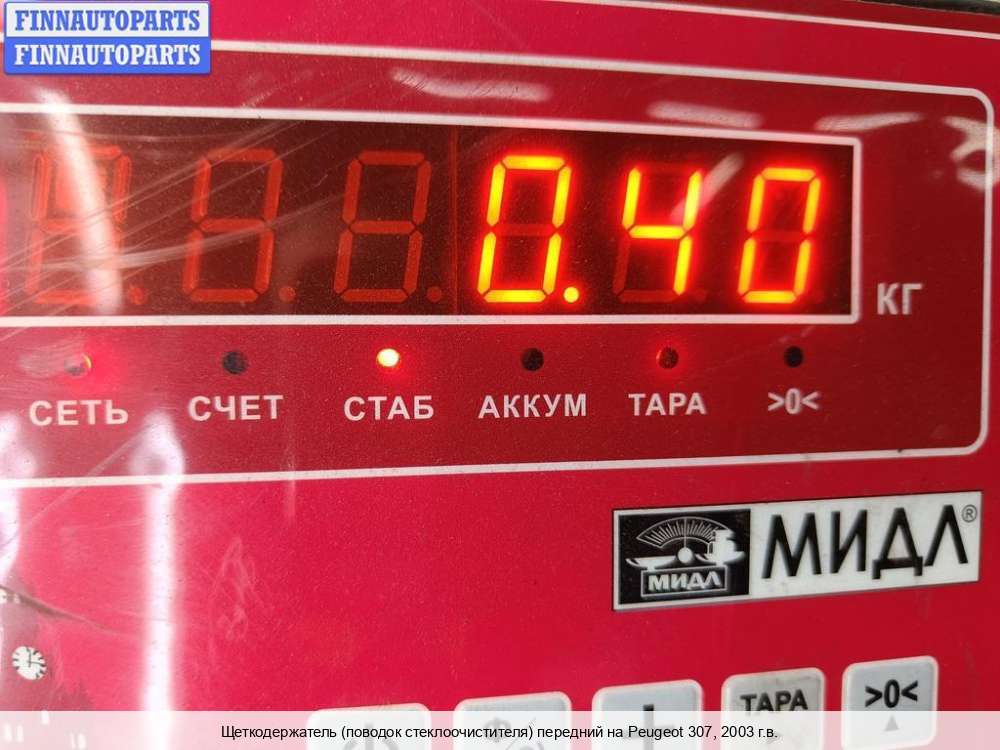 FINNAUTOPARTS
FINNAUTOPARTS
0.40
КГ
СЕТЬ СЧЕТ СТАБ АККУМ ТАРА >0<
МИДЛ МИДЛ®
ТАРА >0<
Щеткодержатель (поводок стеклоочистителя) передний на Peugeot 307, 2003 г.в.